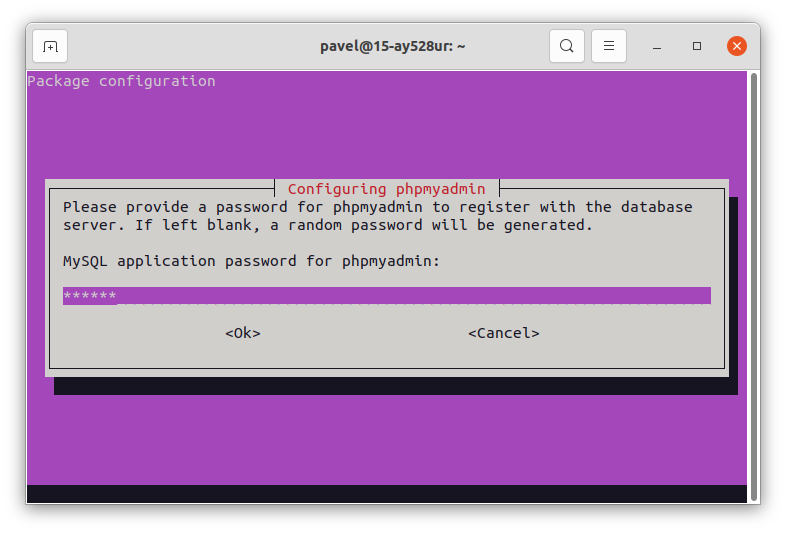 pavel@15-ay528ur: ~
Package configuration
Configuring phpmyadmin
Please provide a password for phpmyadmin to register with the database
server. If left blank, a random password will be generated.
MySQL application password for phpmyadmin:
******
<Ok> <Cancel>